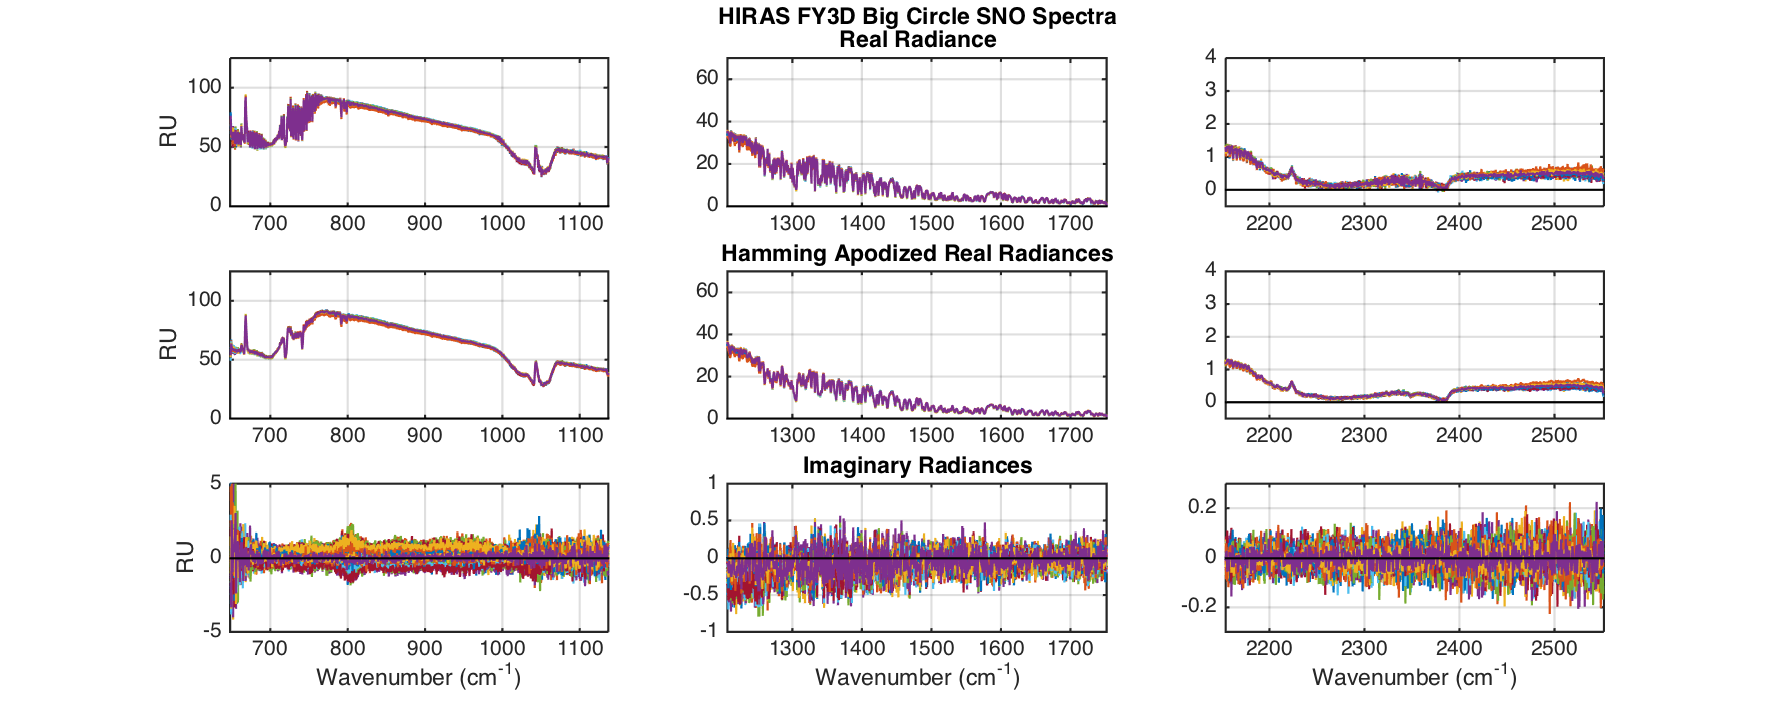 HIRAS FY3D Big Circle SNO Spectra
Real Radiance
RU
100
50
0
700 800 900 1000 1100
60
40
20
0
1300 1400 1500 1600 1700
4
3
2
1
0
2200 2300 2400 2500
Hamming Apodized Real Radiances
RU
100
50
0
700 800 900 1000 1100
60
40
20
0
1300 1400 1500 1600 1700
4
3
2
1
0
2200 2300 2400 2500
Imaginary Radiances
RU
5
0
-5
700 800 900 1000 1100
Wavenumber (cm⁻¹)
1
0.5
0
-0.5
-1
1300 1400 1500 1600 1700
Wavenumber (cm⁻¹)
0.2
0
-0.2
2200 2300 2400 2500
Wavenumber (cm⁻¹)